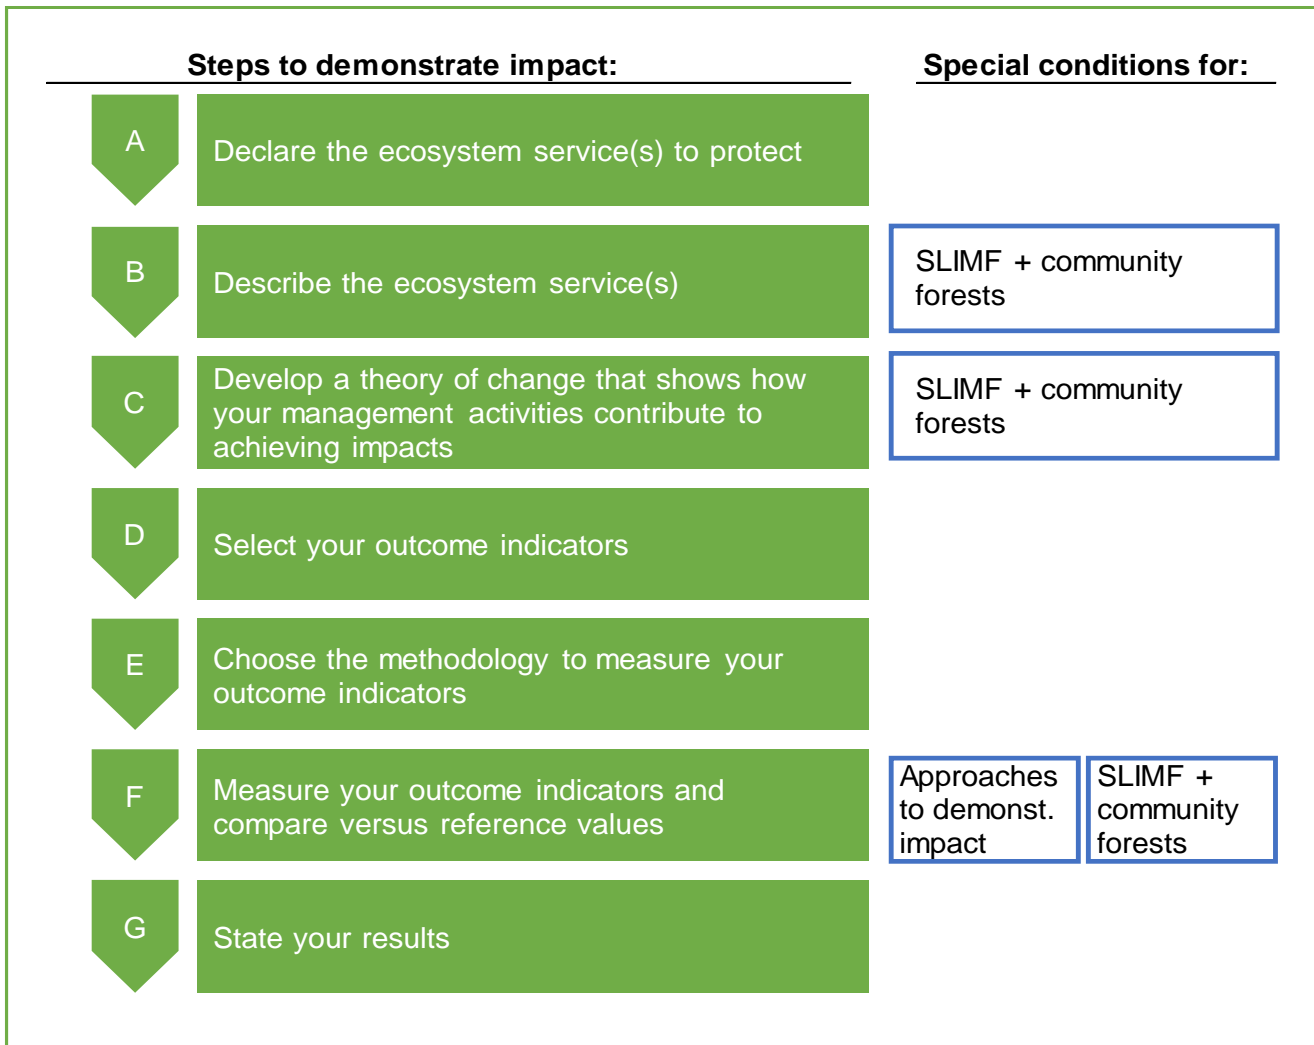 Steps to demonstrate impact:
Special conditions for:
A
Declare the ecosystem service(s) to protect
B
Describe the ecosystem service(s)
SLIMF + community
forests
C
Develop a theory of change that shows how
your management activities contribute to
achieving impacts
SLIMF + community
forests
D
Select your outcome indicators
E
Choose the methodology to measure your
outcome indicators
F
Measure your outcome indicators and
compare versus reference values
Approaches
to demonst.
impact
SLIMF +
community
forests
G
State your results